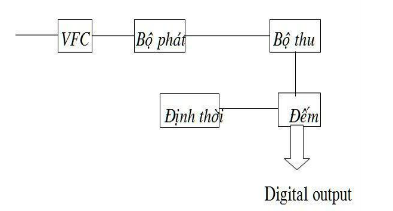 VFC
Bộ phát
Bộ thu
Định thời
Đếm
Digital output